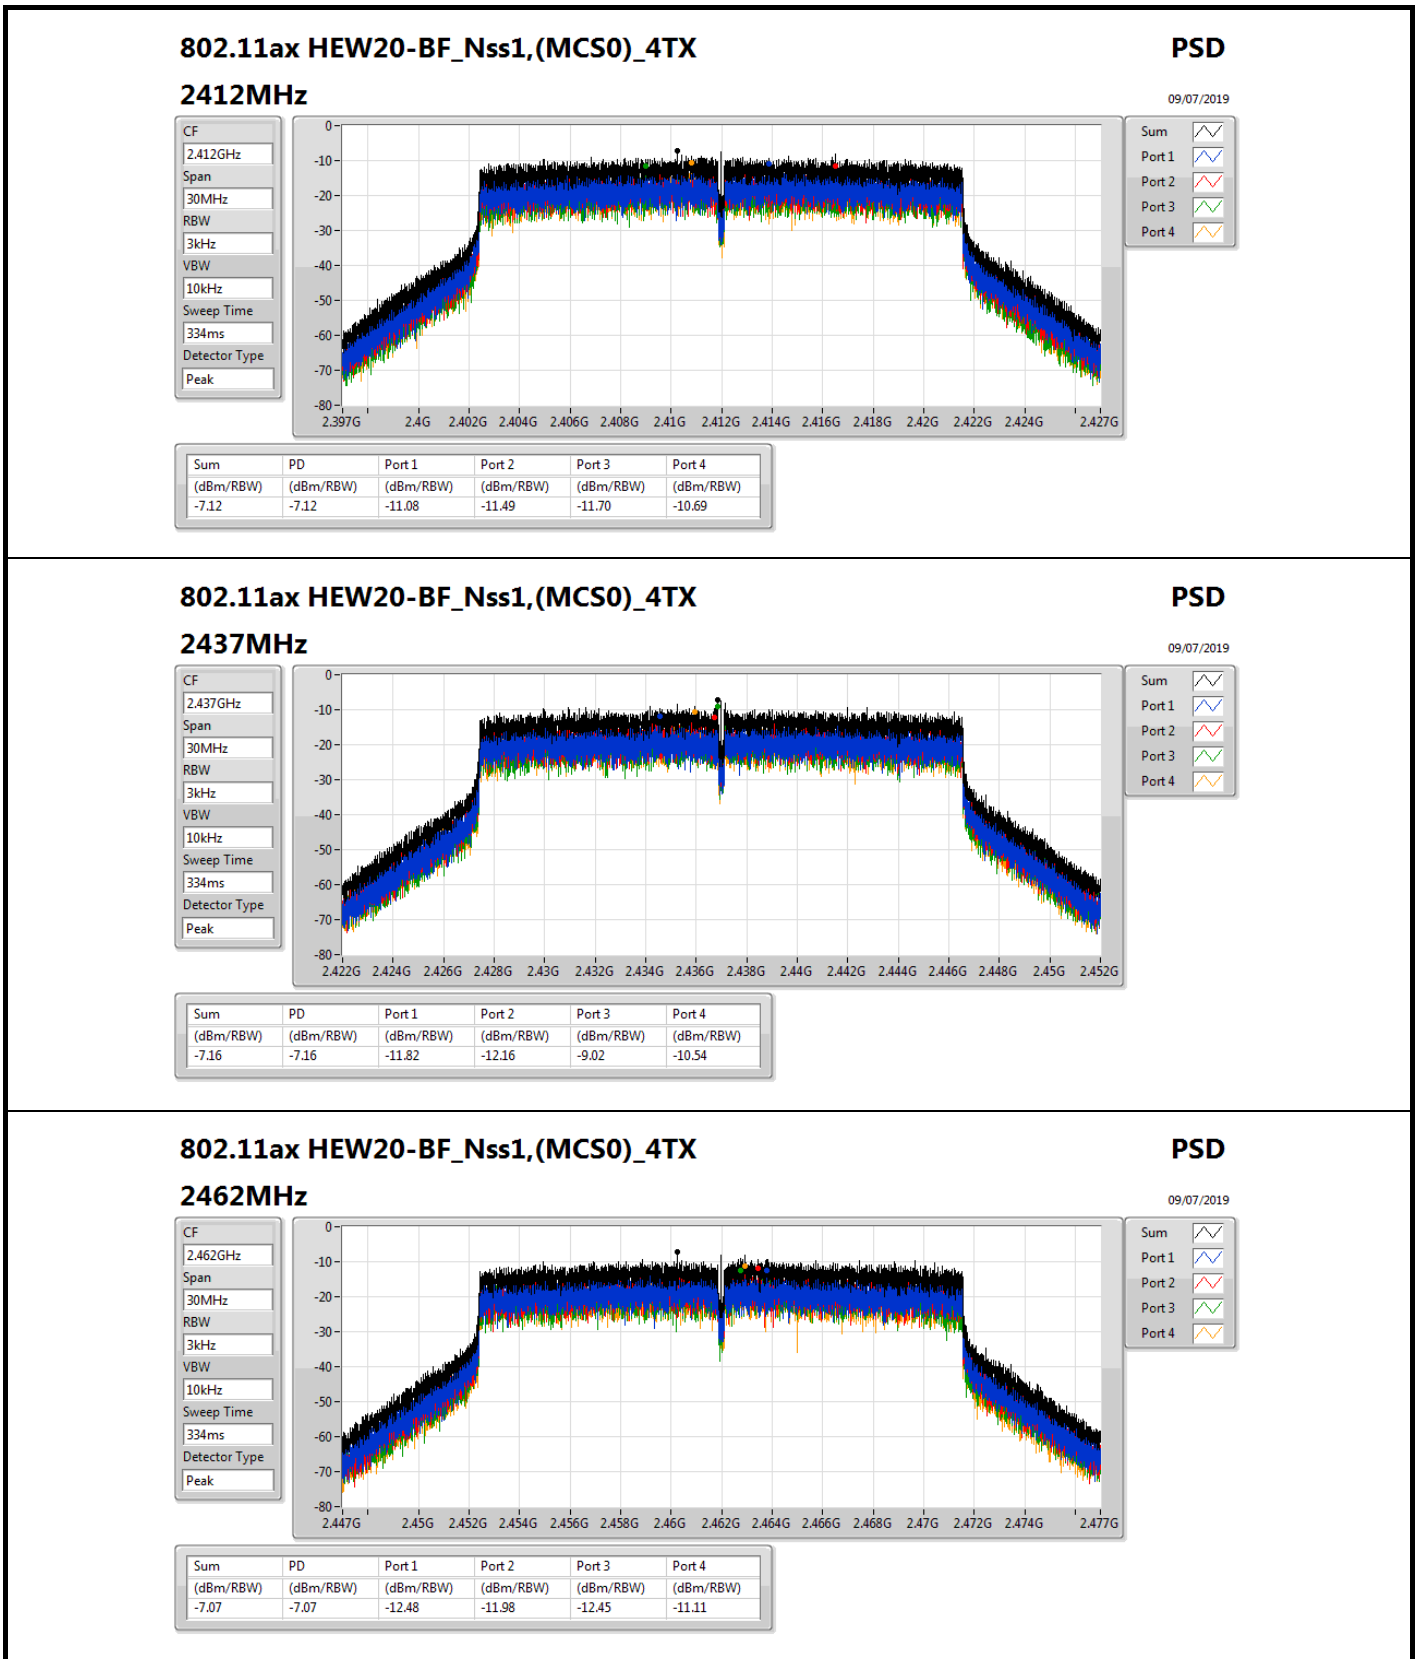 802.11ax HEW20-BF_Nss1,(MCS0)_4TX PSD
2412MHz 09/07/2019
CF
2.412GHz
Span
30MHz
RBW
3kHz
VBW
10kHz
Sweep Time
334ms
Detector Type
Peak
0
-10
-20
-30
-40
-50
-60
-70
-80
2.397G 2.4G 2.402G 2.404G 2.406G 2.408G 2.41G 2.412G 2.414G 2.416G 2.418G 2.42G 2.422G 2.424G 2.427G
Sum
Port 1
Port 2
Port 3
Port 4
Sum PD Port 1 Port 2 Port 3 Port 4
(dBm/RBW) (dBm/RBW) (dBm/RBW) (dBm/RBW) (dBm/RBW) (dBm/RBW)
-7.12 -7.12 -11.08 -11.49 -11.70 -10.69
802.11ax HEW20-BF_Nss1,(MCS0)_4TX PSD
2437MHz 09/07/2019
CF
2.437GHz
Span
30MHz
RBW
3kHz
VBW
10kHz
Sweep Time
334ms
Detector Type
Peak
0
-10
-20
-30
-40
-50
-60
-70
-80
2.422G 2.424G 2.426G 2.428G 2.43G 2.432G 2.434G 2.436G 2.438G 2.44G 2.442G 2.444G 2.446G 2.448G 2.45G 2.452G
Sum
Port 1
Port 2
Port 3
Port 4
Sum PD Port 1 Port 2 Port 3 Port 4
(dBm/RBW) (dBm/RBW) (dBm/RBW) (dBm/RBW) (dBm/RBW) (dBm/RBW)
-7.16 -7.16 -11.82 -12.16 -9.02 -10.54
802.11ax HEW20-BF_Nss1,(MCS0)_4TX PSD
2462MHz 09/07/2019
CF
2.462GHz
Span
30MHz
RBW
3kHz
VBW
10kHz
Sweep Time
334ms
Detector Type
Peak
0
-10
-20
-30
-40
-50
-60
-70
-80
2.447G 2.45G 2.452G 2.454G 2.456G 2.458G 2.46G 2.462G 2.464G 2.466G 2.468G 2.47G 2.472G 2.474G 2.477G
Sum
Port 1
Port 2
Port 3
Port 4
Sum PD Port 1 Port 2 Port 3 Port 4
(dBm/RBW) (dBm/RBW) (dBm/RBW) (dBm/RBW) (dBm/RBW) (dBm/RBW)
-7.07 -7.07 -12.48 -11.98 -12.45 -11.11